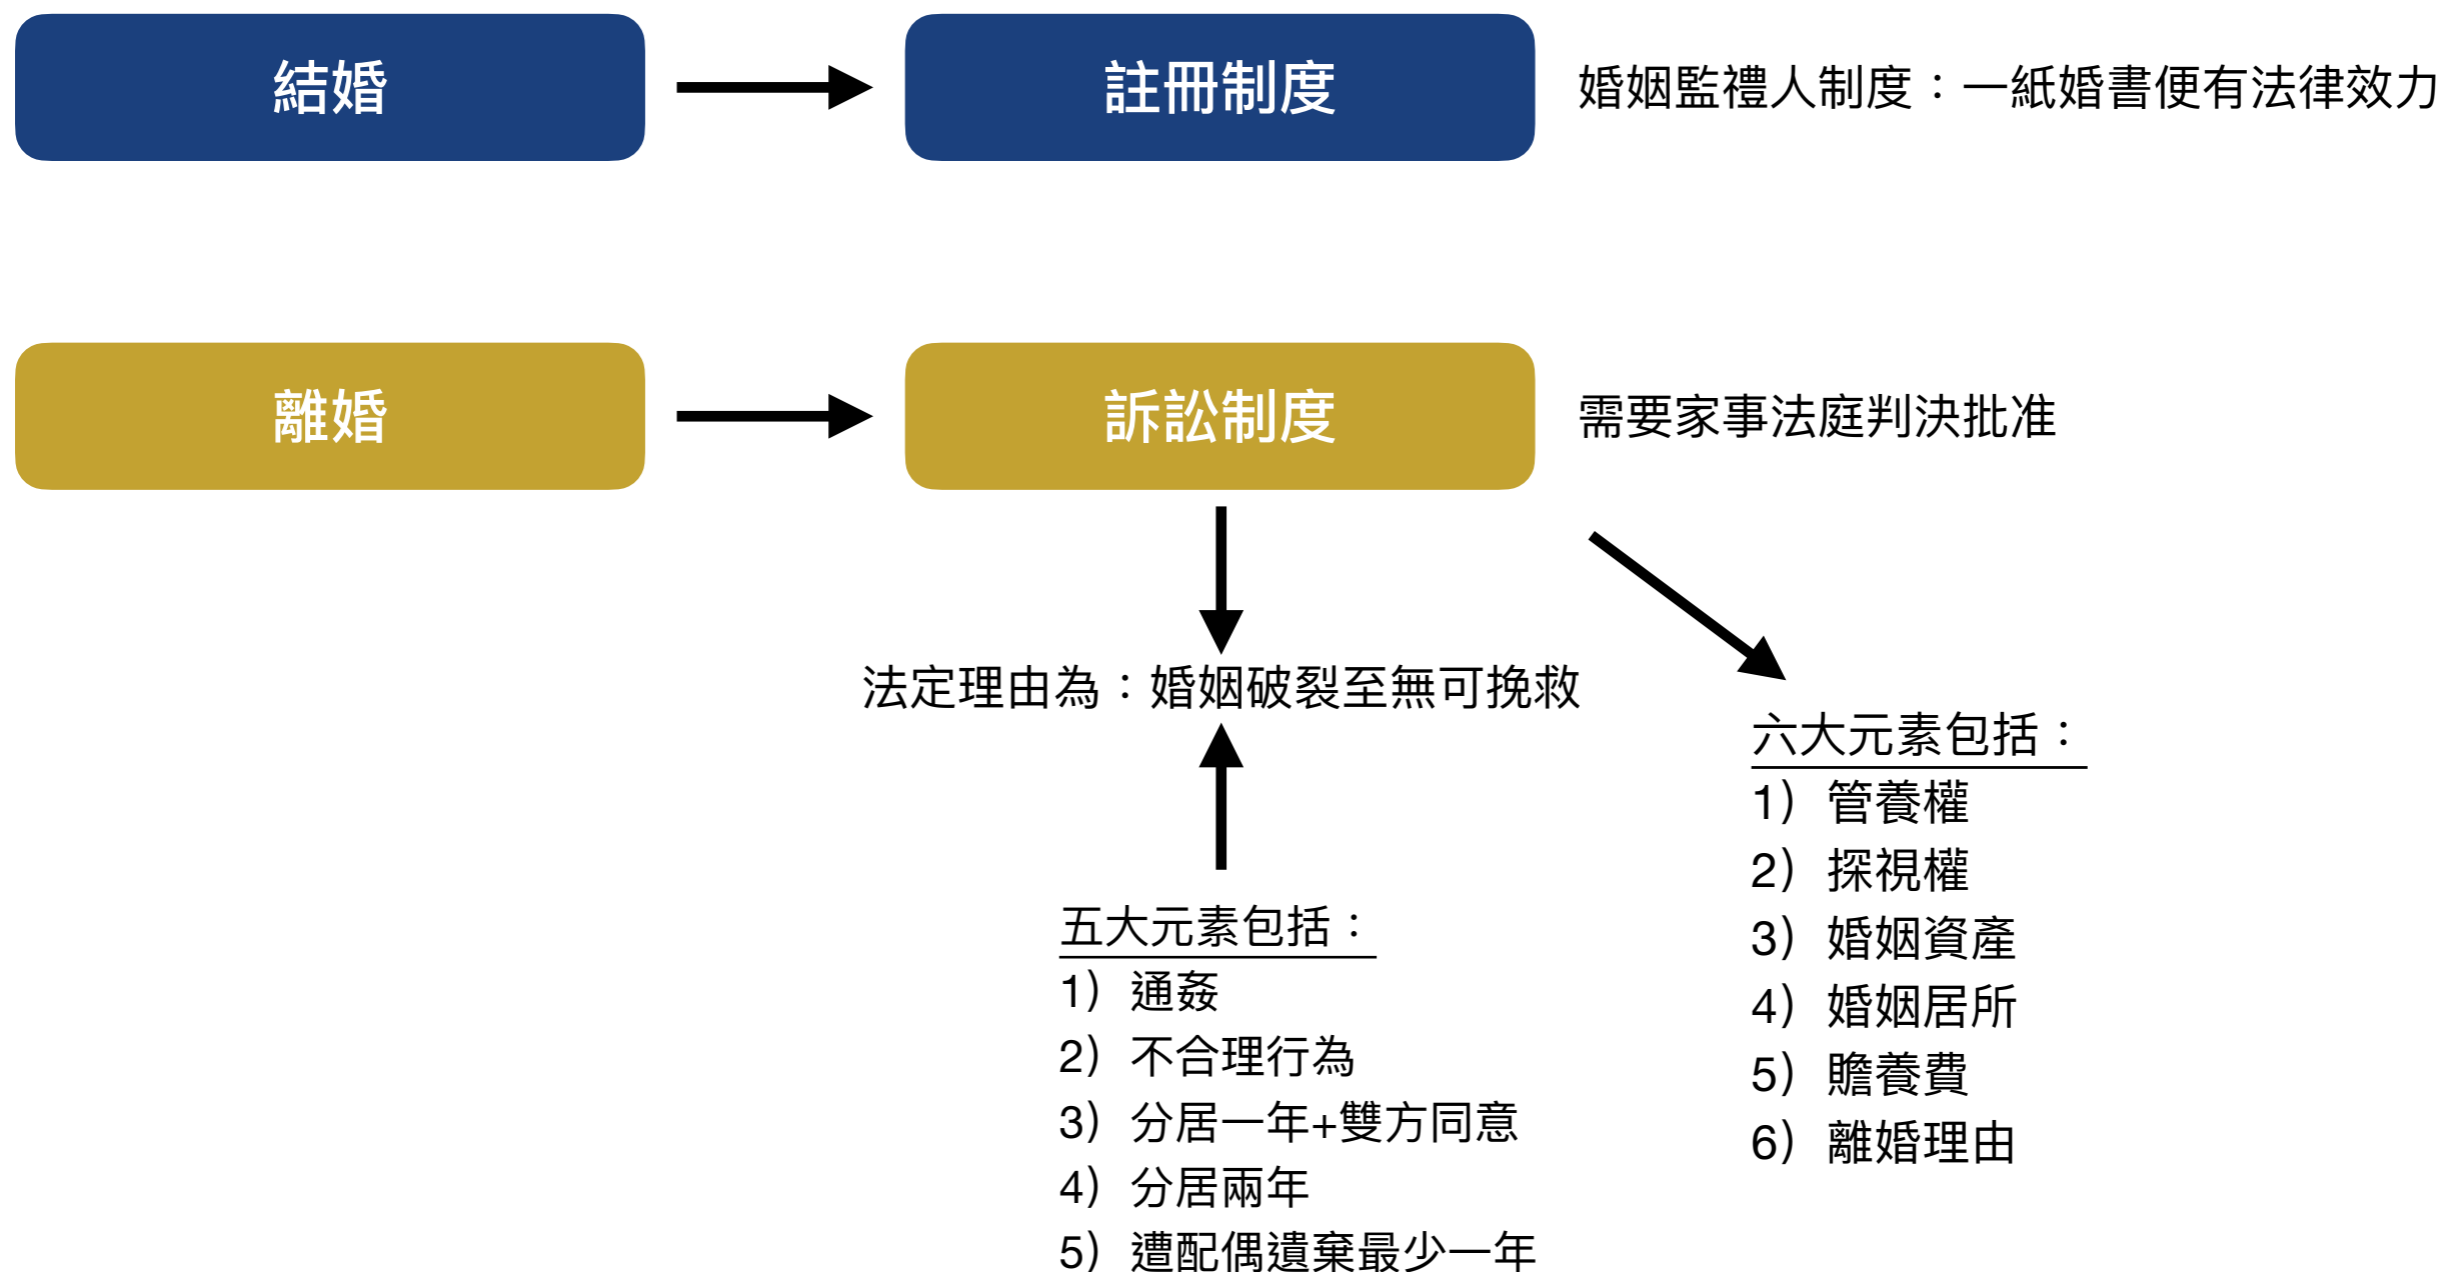 結婚
註冊制度
婚姻監禮人制度：一紙婚書便有法律效力
離婚
訴訟制度
需要家事法庭判決批准
法定理由為：婚姻破裂至無可挽救
五大元素包括：
1）通姦
2）不合理行為
3）分居一年+雙方同意
4）分居兩年
5）遭配偶遺棄最少一年
六大元素包括：
1）管養權
2）探視權
3）婚姻資產
4）婚姻居所
5）贍養費
6）離婚理由